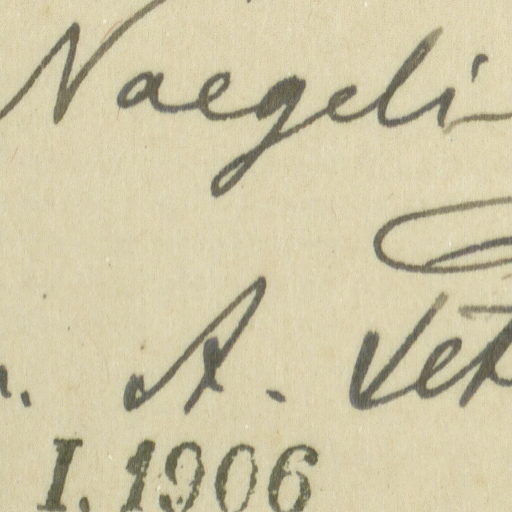 Naegeli
A.
I. 1906